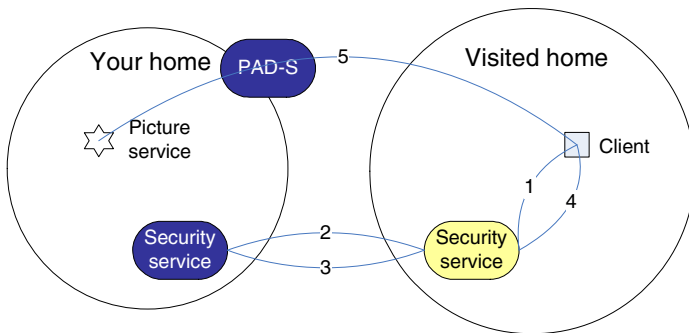 Your home
PAD-S
5
Visited home
Picture
service
Client
1
4
Security
service
2
3
Security
service